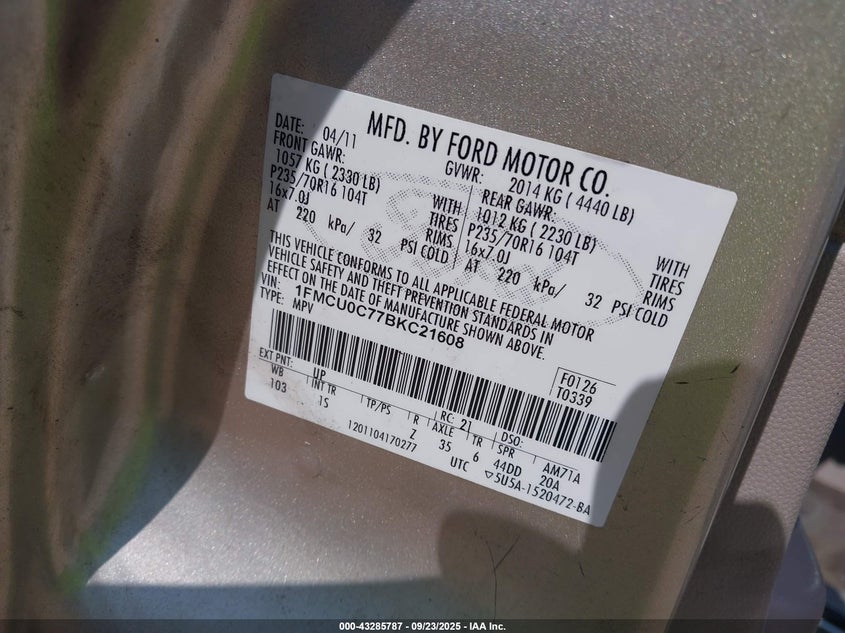 MFD. BY FORD MOTOR CO.
DATE: 04/11
GVWR: 2014 KG ( 4440 LB)
FRONT GAWR:
1057 KG ( 2330 LB)
P235/70R16 104T
16x7.0J
AT 220 kPa/ 32 PSI COLD
WITH
TIRES
RIMS
REAR GAWR:
1012 KG ( 2230 LB)
P235/70R16 104T
16x7.0J
AT 220 kPa/ 32 PSI COLD
WITH
TIRES
RIMS
THIS VEHICLE CONFORMS TO ALL APPLICABLE FEDERAL MOTOR
VEHICLE SAFETY AND THEFT PREVENTION STANDARDS IN
EFFECT ON THE DATE OF MANUFACTURE SHOWN ABOVE.
VIN: 1FMCU0C77BKC21608
TYPE: MPV
F0126
T0339
EXT PNT: UP RC: 21 DSO:
WB INT TR TP/PS R AXLE TR SPR
103 15 Z 35 6 44DD AM71A
20A
1201104170277 UTC ▽5U5A-1520472-BA
000-43285787 - 09/23/2025 - IAA Inc.